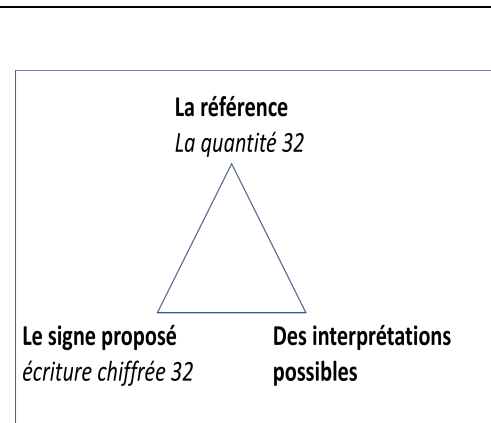 La référence
La quantité 32
Le signe proposé
écriture chiffrée 32
Des interprétations
possibles